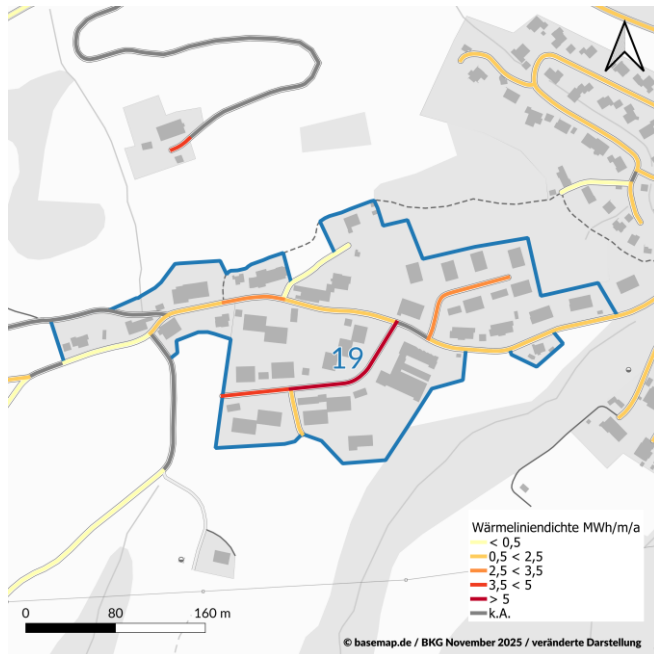 19
Wärmeliniendichte MWh/m/a
< 0,5
0,5 < 2,5
2,5 < 3,5
3,5 < 5
> 5
k.A.
0 80 160 m
© basemap.de / BKG November 2025 / veränderte Darstellung